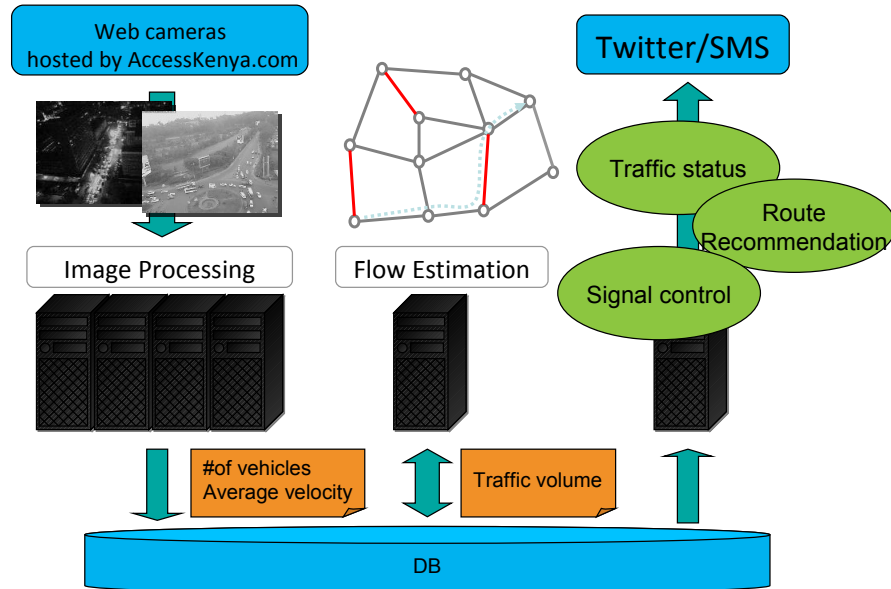 Web cameras
hosted by AccessKenya.com
Twitter/SMS
Traffic status
Route
Recommendation
Signal control
Image Processing
Flow Estimation
#of vehicles
Average velocity
Traffic volume
DB